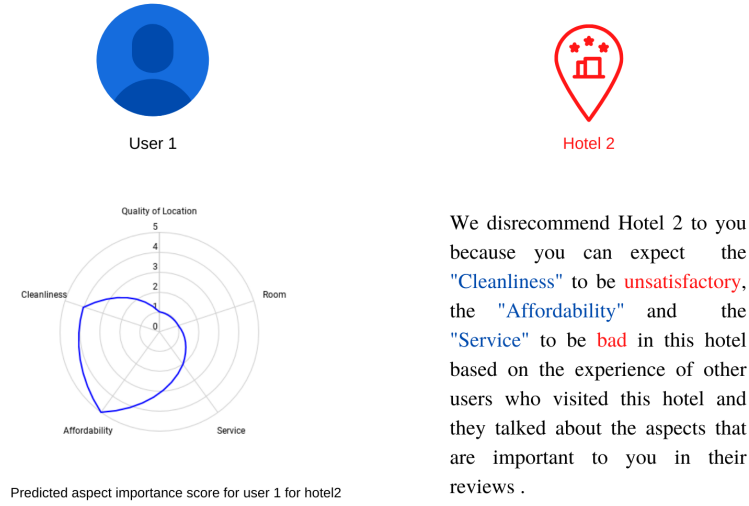 User 1
Hotel 2
Quality of Location
5
4
3
2
1
0
Cleanliness
Room
Affordability
Service
Predicted aspect importance score for user 1 for hotel2
We disrecommend Hotel 2 to you
because you can expect the
"Cleanliness" to be unsatisfactory,
the "Affordability" and the
"Service" to be bad in this hotel
based on the experience of other
users who visited this hotel and
they talked about the aspects that
are important to you in their
reviews .